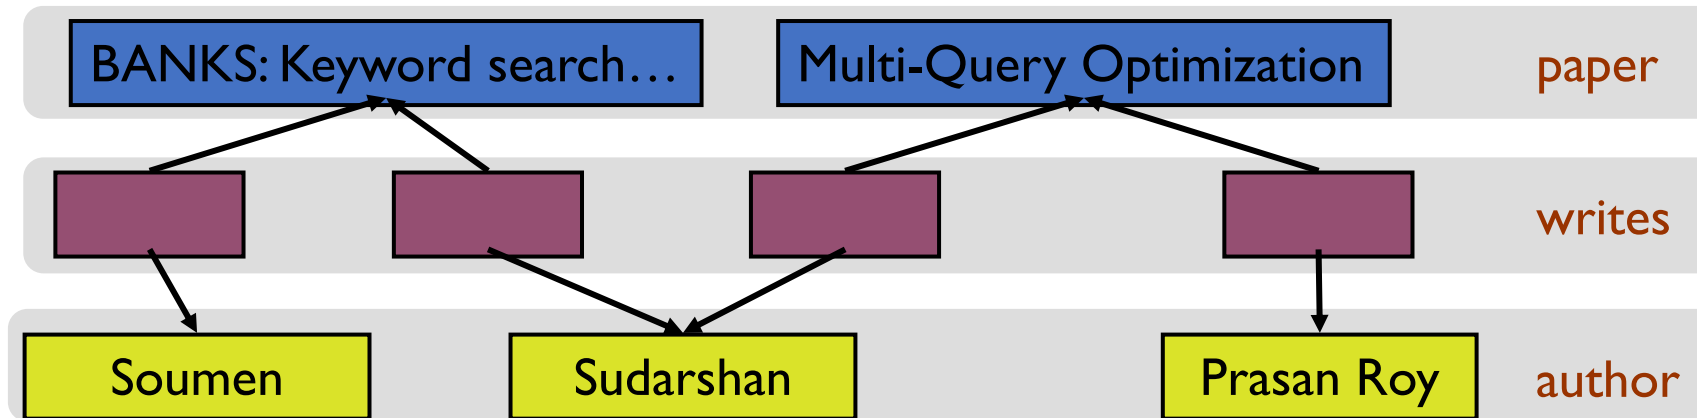 BANKS: Keyword search… Multi-Query Optimization paper
writes
Soumen Sudarshan Prasan Roy author